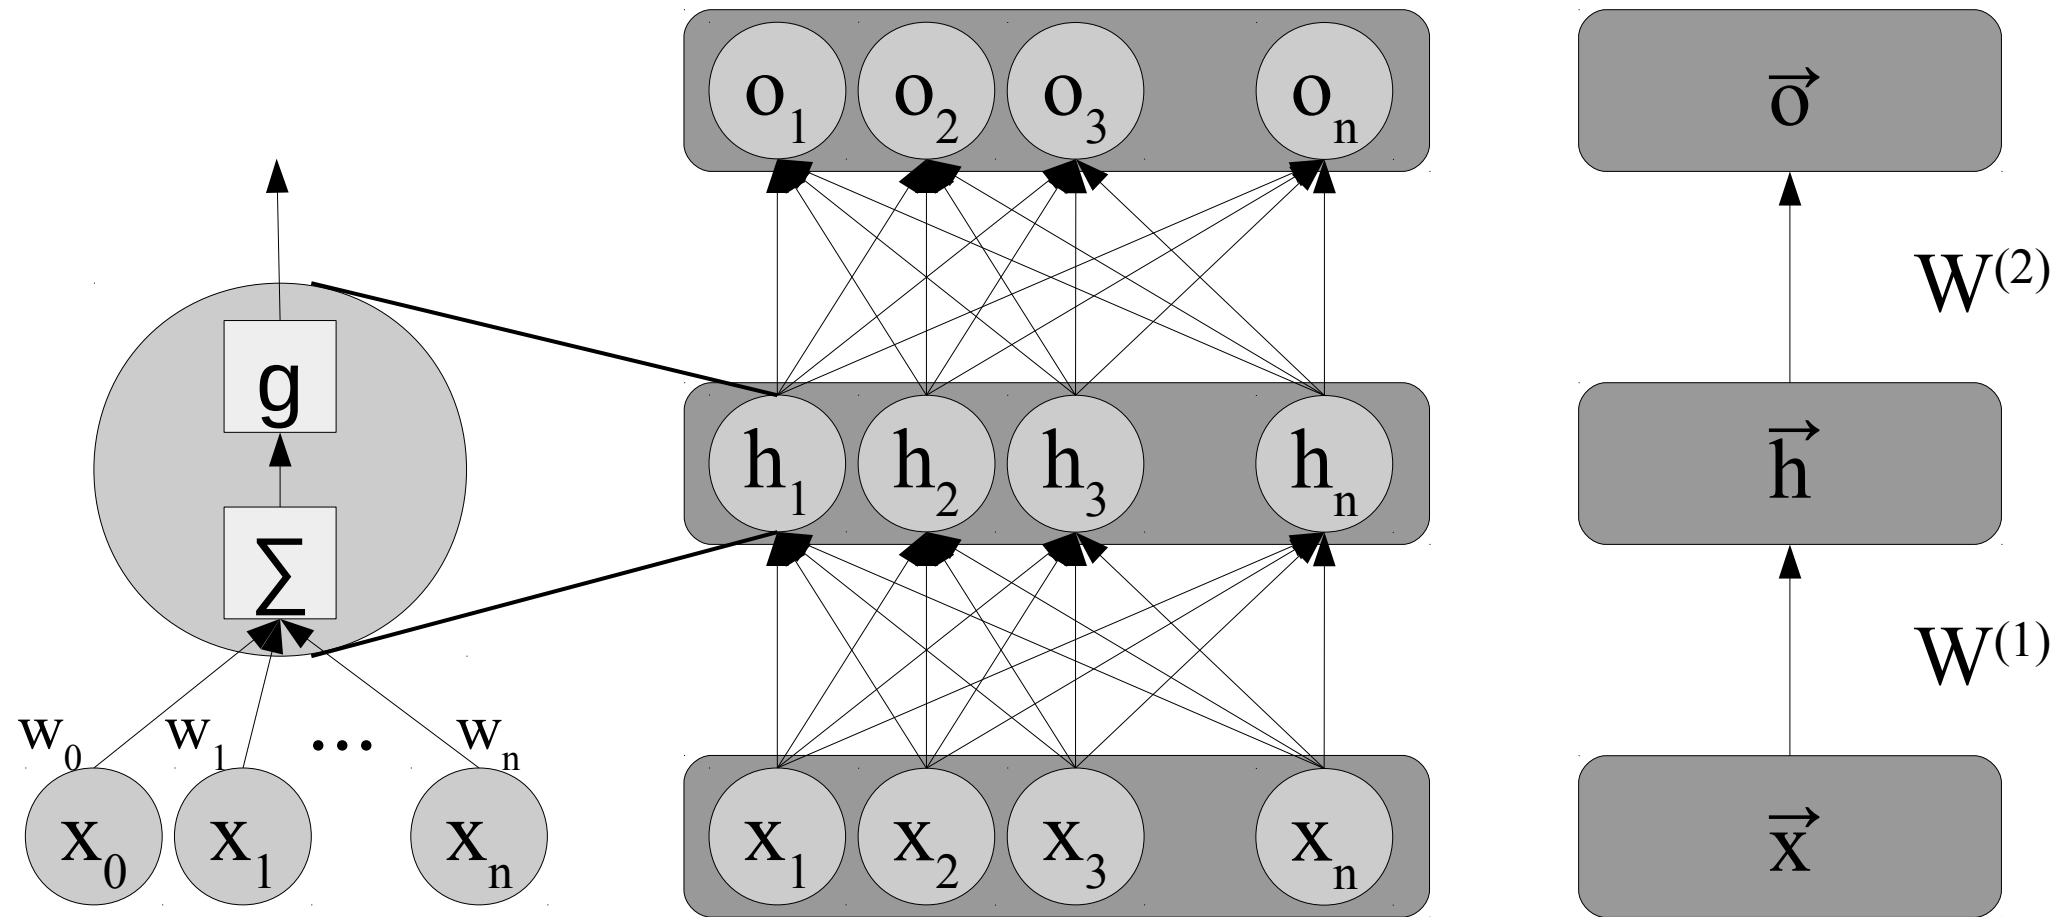 o₁ o₂ o₃ oₙ
o⃗
W⁽²⁾
g
h₁ h₂ h₃ hₙ
h⃗
∑
W⁽¹⁾
w₀ w₁ ... wₙ
x₀ x₁ xₙ
x₁ x₂ x₃ xₙ
x⃗